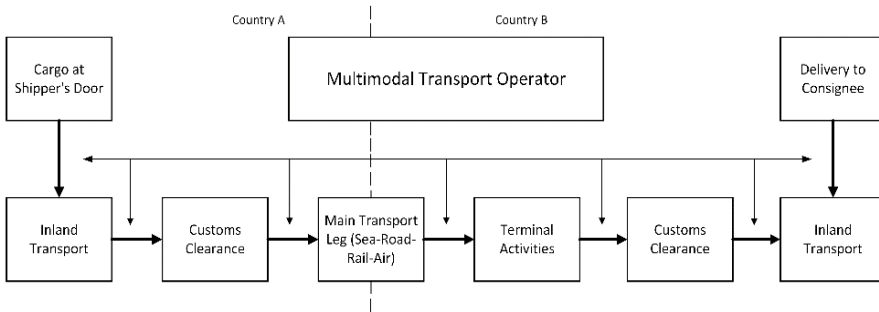 Country A
Country B
Cargo at
Shipper's Door
Multimodal Transport Operator
Delivery to
Consignee
Inland
Transport
Customs
Clearance
Main Transport
Leg (Sea-Road-
Rail-Air)
Terminal
Activities
Customs
Clearance
Inland
Transport